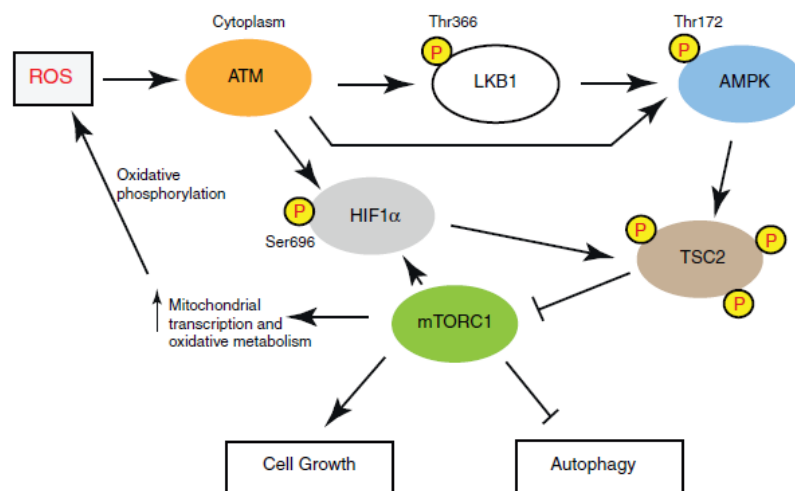 Cytoplasm
Thr366
Thr172
P
P
ROS
ATM
LKB1
AMPK
Oxidative
phosphorylation
P
HIF1α
Ser696
P
P
TSC2
P
Mitochondrial
transcription and
oxidative metabolism
mTORC1
Cell Growth
Autophagy